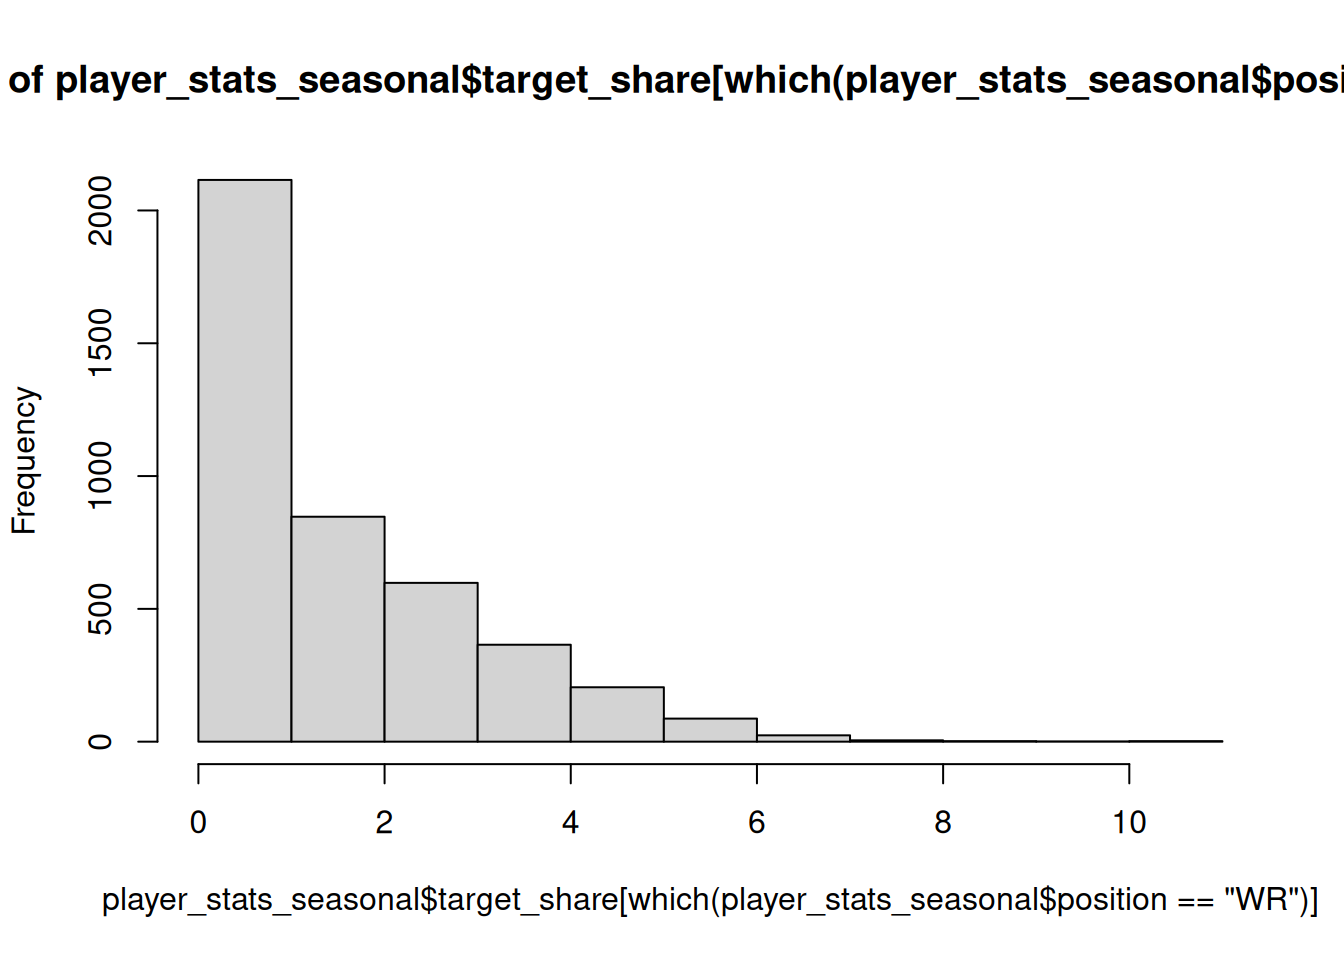 of player_stats_seasonal$target_share[which(player_stats_seasonal$posi
Frequency
2000
1500
1000
500
0
0 2 4 6 8 10
player_stats_seasonal$target_share[which(player_stats_seasonal$position == "WR")]